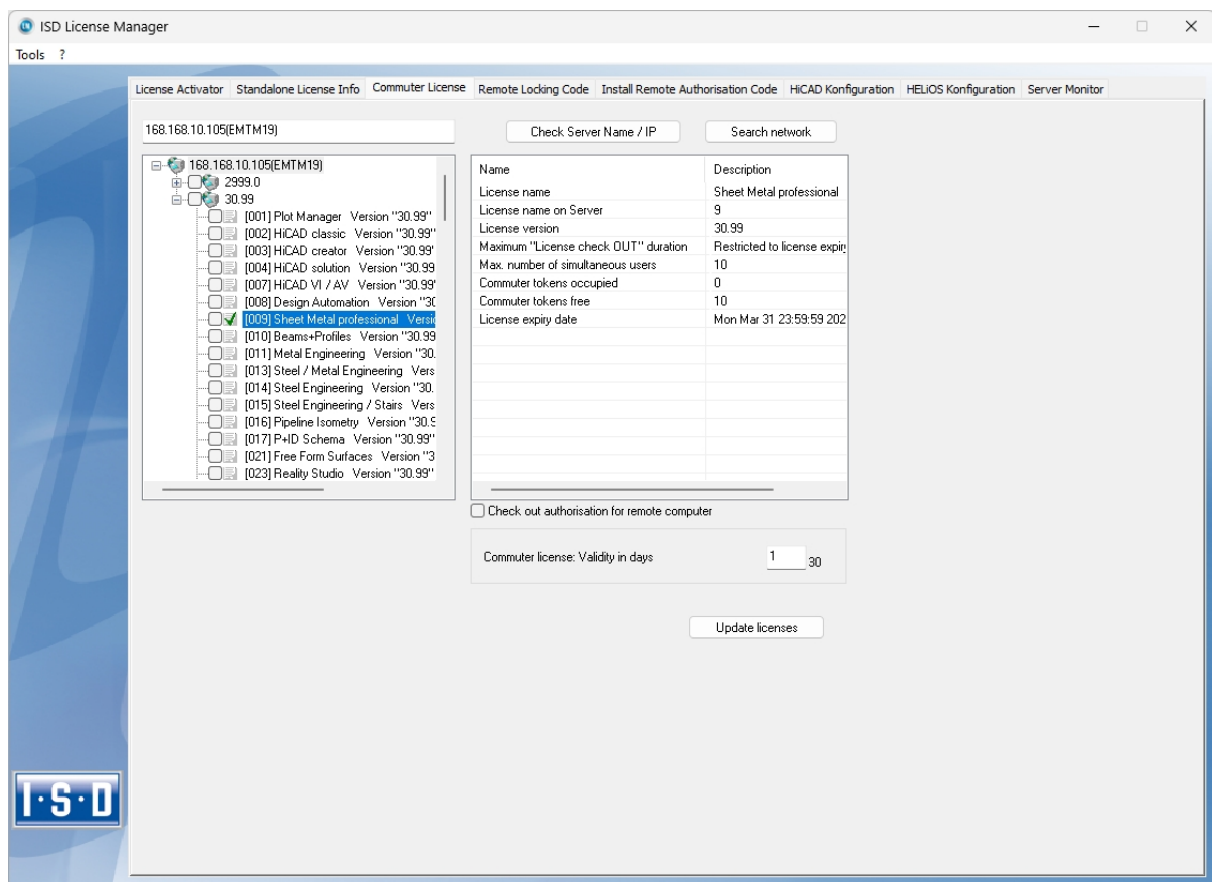 ISD License Manager
Tools ?
License Activator Standalone License Info Commuter License Remote Locking Code Install Remote Authorisation Code HiCAD Konfiguration HELiOS Konfiguration Server Monitor
168.168.10.105(EMTM19) Check Server Name / IP Search network
168.168.10.105(EMTM19)
2999.0
30.99
[001] Plot Manager Version "30.99"
[002] HiCAD classic Version "30.99"
[003] HiCAD creator Version "30.99'
[004] HiCAD solution Version "30.99
[007] HiCAD VI / AV Version "30.99'
[008] Design Automation Version "30
[009] Sheet Metal professional Versi
[010] Beams+Profiles Version "30.99
[011] Metal Engineering Version "30.
[013] Steel / Metal Engineering Vers
[014] Steel Engineering Version "30.
[015] Steel Engineering / Stairs Vers
[016] Pipeline Isometry Version "30.9
[017] P+ID Schema Version "30.99"
[021] Free Form Surfaces Version "3
[023] Reality Studio Version "30.99"
Name Description
License name Sheet Metal professional
License name on Server 9
License version 30.99
Maximum "License check OUT" duration Restricted to license expir
Max. number of simultaneous users 10
Commuter tokens occupied 0
Commuter tokens free 10
License expiry date Mon Mar 31 23:59:59 202
Check out authorisation for remote computer
Commuter license: Validity in days 1 30
Update licenses
I·S·D